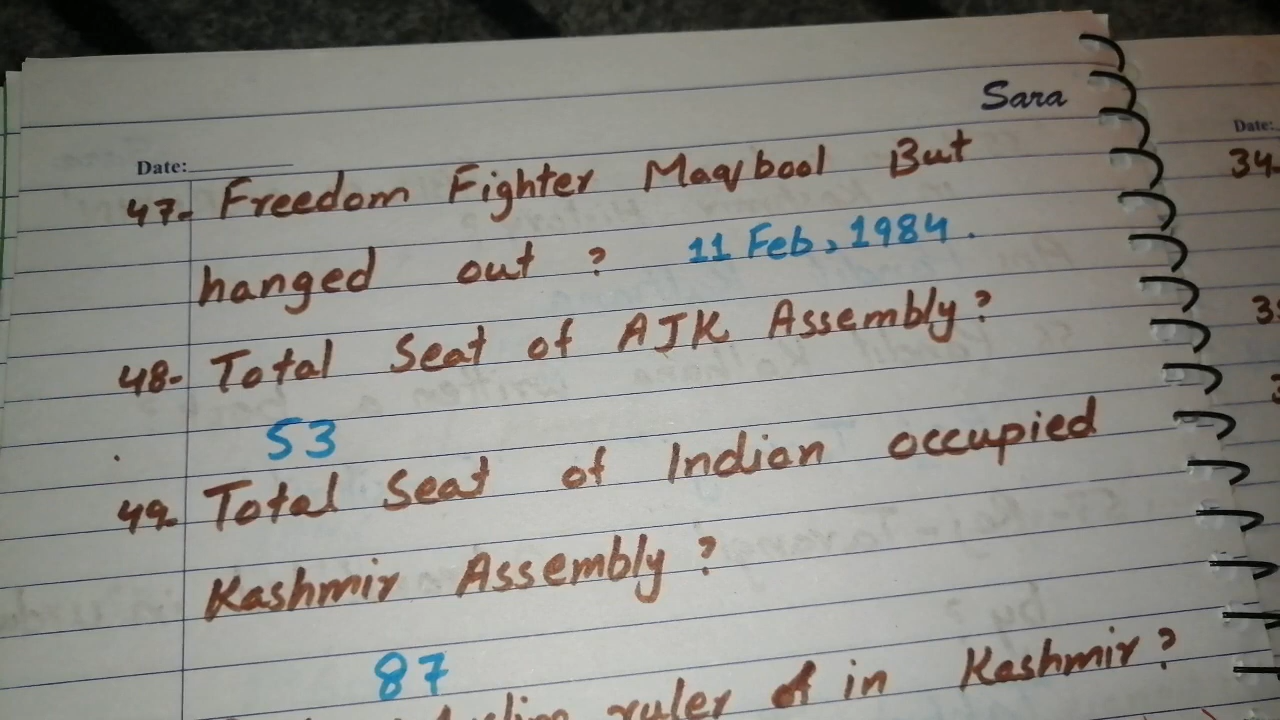 Sara
Date:
47- Freedom Fighter Maqbool But
hanged out ? 11 Feb, 1984.
48- Total Seat of AJK Assembly?
53
49- Total Seat of Indian occupied
Kashmir Assembly ?
87
ruler of in Kashmir?
Date:
34-